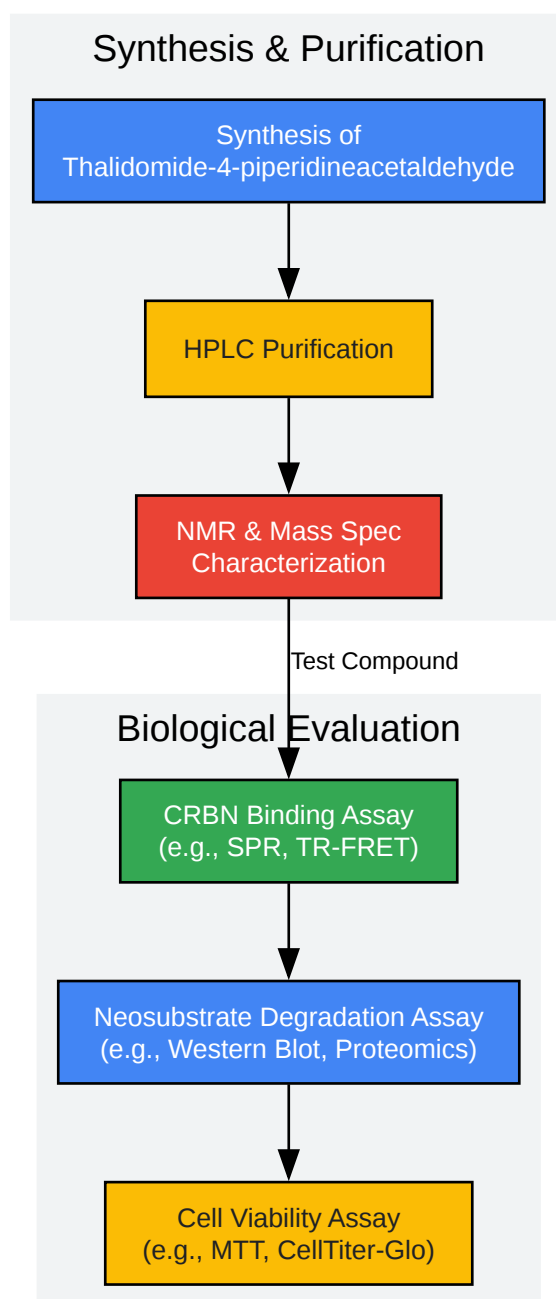 Synthesis & Purification
Synthesis of
Thalidomide-4-piperidineacetaldehyde
HPLC Purification
NMR & Mass Spec
Characterization
Test Compound
Biological Evaluation
CRBN Binding Assay
(e.g., SPR, TR-FRET)
Neosubstrate Degradation Assay
(e.g., Western Blot, Proteomics)
Cell Viability Assay
(e.g., MTT, CellTiter-Glo)